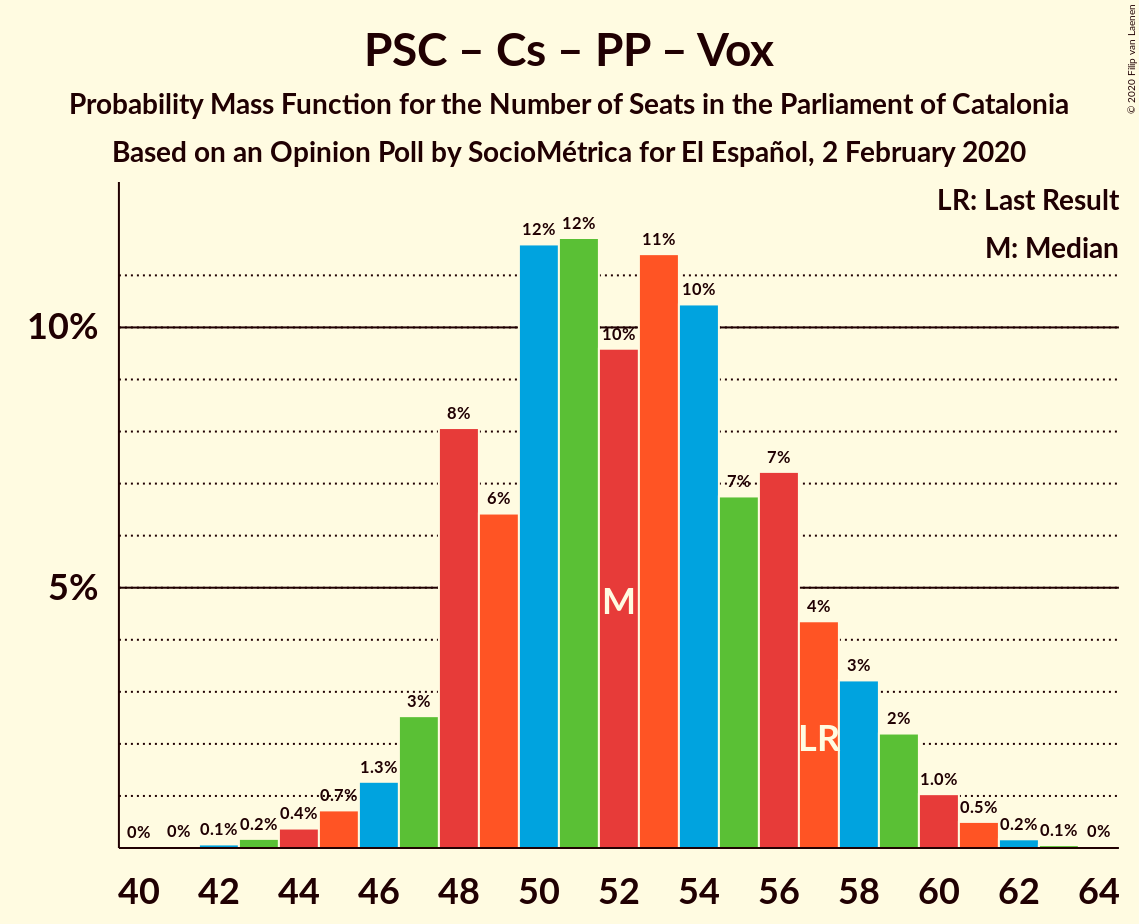 PSC – Cs – PP – Vox
Probability Mass Function for the Number of Seats in the Parliament of Catalonia
Based on an Opinion Poll by SocioMétrica for El Español, 2 February 2020
© 2020 Filip van Laenen
LR: Last Result
M: Median
10%
5%
0% 0% 0.1% 0.2% 0.4% 0.7% 1.3% 3% 8% 6% 12% 12% 10% 11% 10% 7% 7% 4% 3% 2% 1.0% 0.5% 0.2% 0.1% 0%
M
LR
40 42 44 46 48 50 52 54 56 58 60 62 64